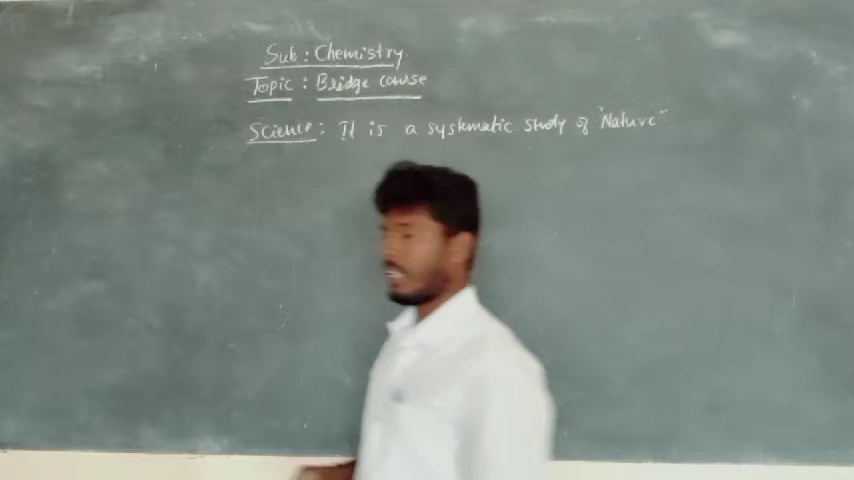 Sub : Chemistry
Topic : Bridge course
Science : It is a systematic study of "Nature"